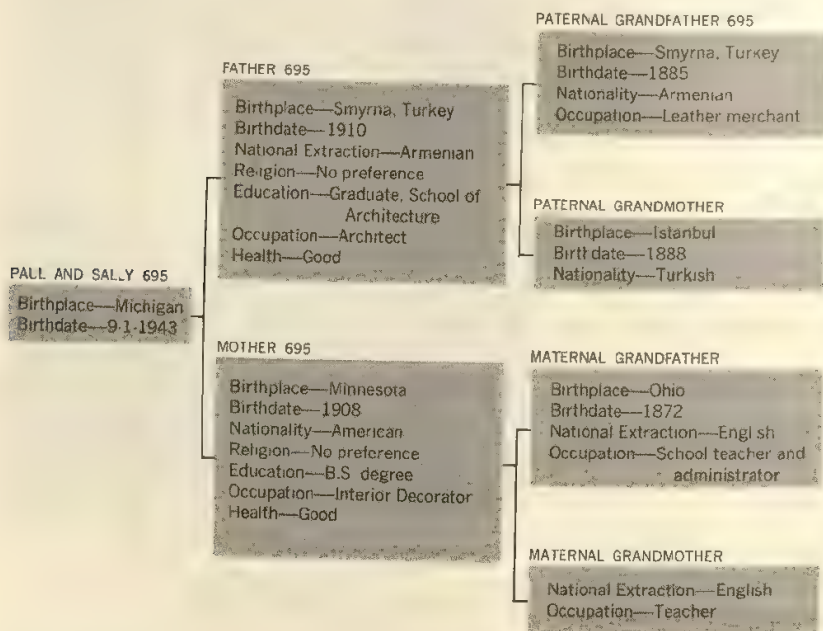 PATERNAL GRANDFATHER 695
Birthplace—Smyrna, Turkey
Birthdate—1885
Nationality—Armenian
Occupation—Leather merchant
FATHER 695
Birthplace—Smyrna, Turkey
Birthdate—1910
National Extraction—Armenian
Religion—No preference
Education—Graduate, School of
Architecture
Occupation—Architect
Health—Good
PATERNAL GRANDMOTHER
Birthplace—Istanbul
Birthdate—1888
Nationality—Turkish
PAUL AND SALLY 695
Birthplace—Michigan
Birthdate—9-1-1943
MOTHER 695
Birthplace—Minnesota
Birthdate—1908
Nationality—American
Religion—No preference
Education—B.S degree
Occupation—Interior Decorator
Health—Good
MATERNAL GRANDFATHER
Birthplace—Ohio
Birthdate—1872
National Extraction—English
Occupation—School teacher and
administrator
MATERNAL GRANDMOTHER
National Extraction—English
Occupation—Teacher